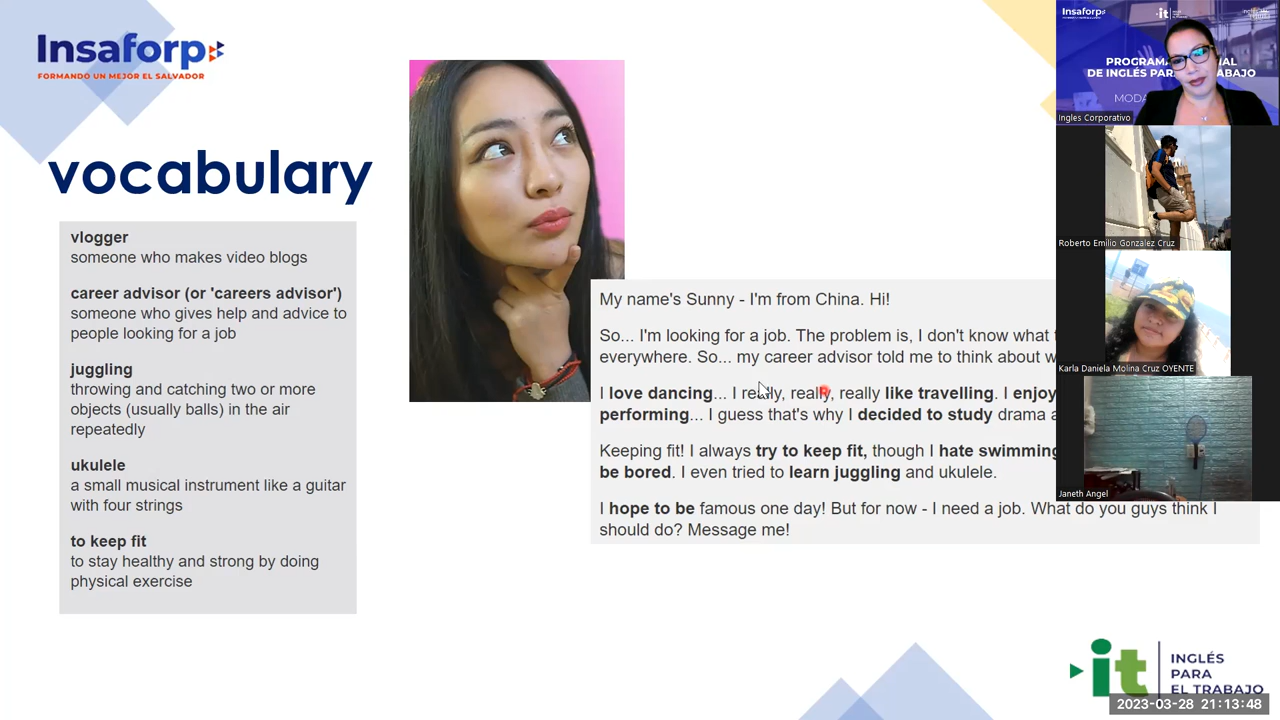 Insaforp
FORMANDO UN MEJOR EL SALVADOR
vocabulary
vlogger
someone who makes video blogs
career advisor (or 'careers advisor')
someone who gives help and advice to
people looking for a job
juggling
throwing and catching two or more
objects (usually balls) in the air
repeatedly
ukulele
a small musical instrument like a guitar
with four strings
to keep fit
to stay healthy and strong by doing
physical exercise
My name's Sunny - I'm from China. Hi!
So... I'm looking for a job. The problem is, I don't know what
everywhere. So... my career advisor told me to think about
I love dancing... I really, really, really like travelling. I enjoy
performing... I guess that's why I decided to study drama
Keeping fit! I always try to keep fit, though I hate swimming
be bored. I even tried to learn juggling and ukulele.
I hope to be famous one day! But for now - I need a job. What do you guys think I
should do? Message me!
Insaforp
it
PROGRAMA
DE INGLÉS
MODA
Ingles Corporativo
Roberto Emilio Gonzalez Cruz
Karla Daniela Molina Cruz OYENTE
Janeth Angel
it
INGLÉS
PARA
EL TRABAJO
2023-03-28 21:13:48